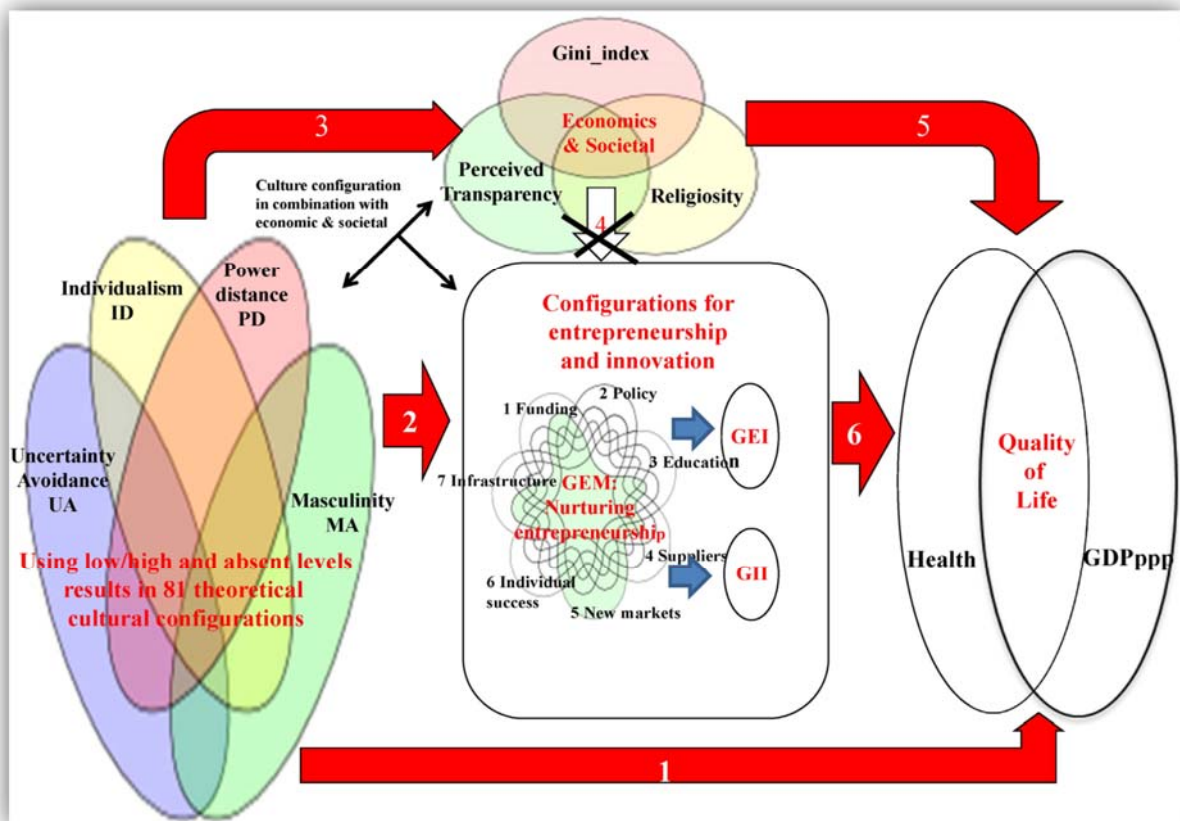 Gini_index
3
Economics
& Societal
5
Perceived
Transparency
Religiosity
4
Culture configuration
in combination with
economic & societal
Individualism
ID
Power
distance
PD
Uncertainty
Avoidance
UA
Masculinity
MA
Using low/high and absent levels
results in 81 theoretical
cultural configurations
2
Configurations for
entrepreneurship
and innovation
1 Funding
2 Policy
3 Education
4 Suppliers
5 New markets
6 Individual
success
7 Infrastructure
GEM:
Nurturing
entrepreneurship
GEI
GII
6
Health
Quality
of
Life
GDPppp
1